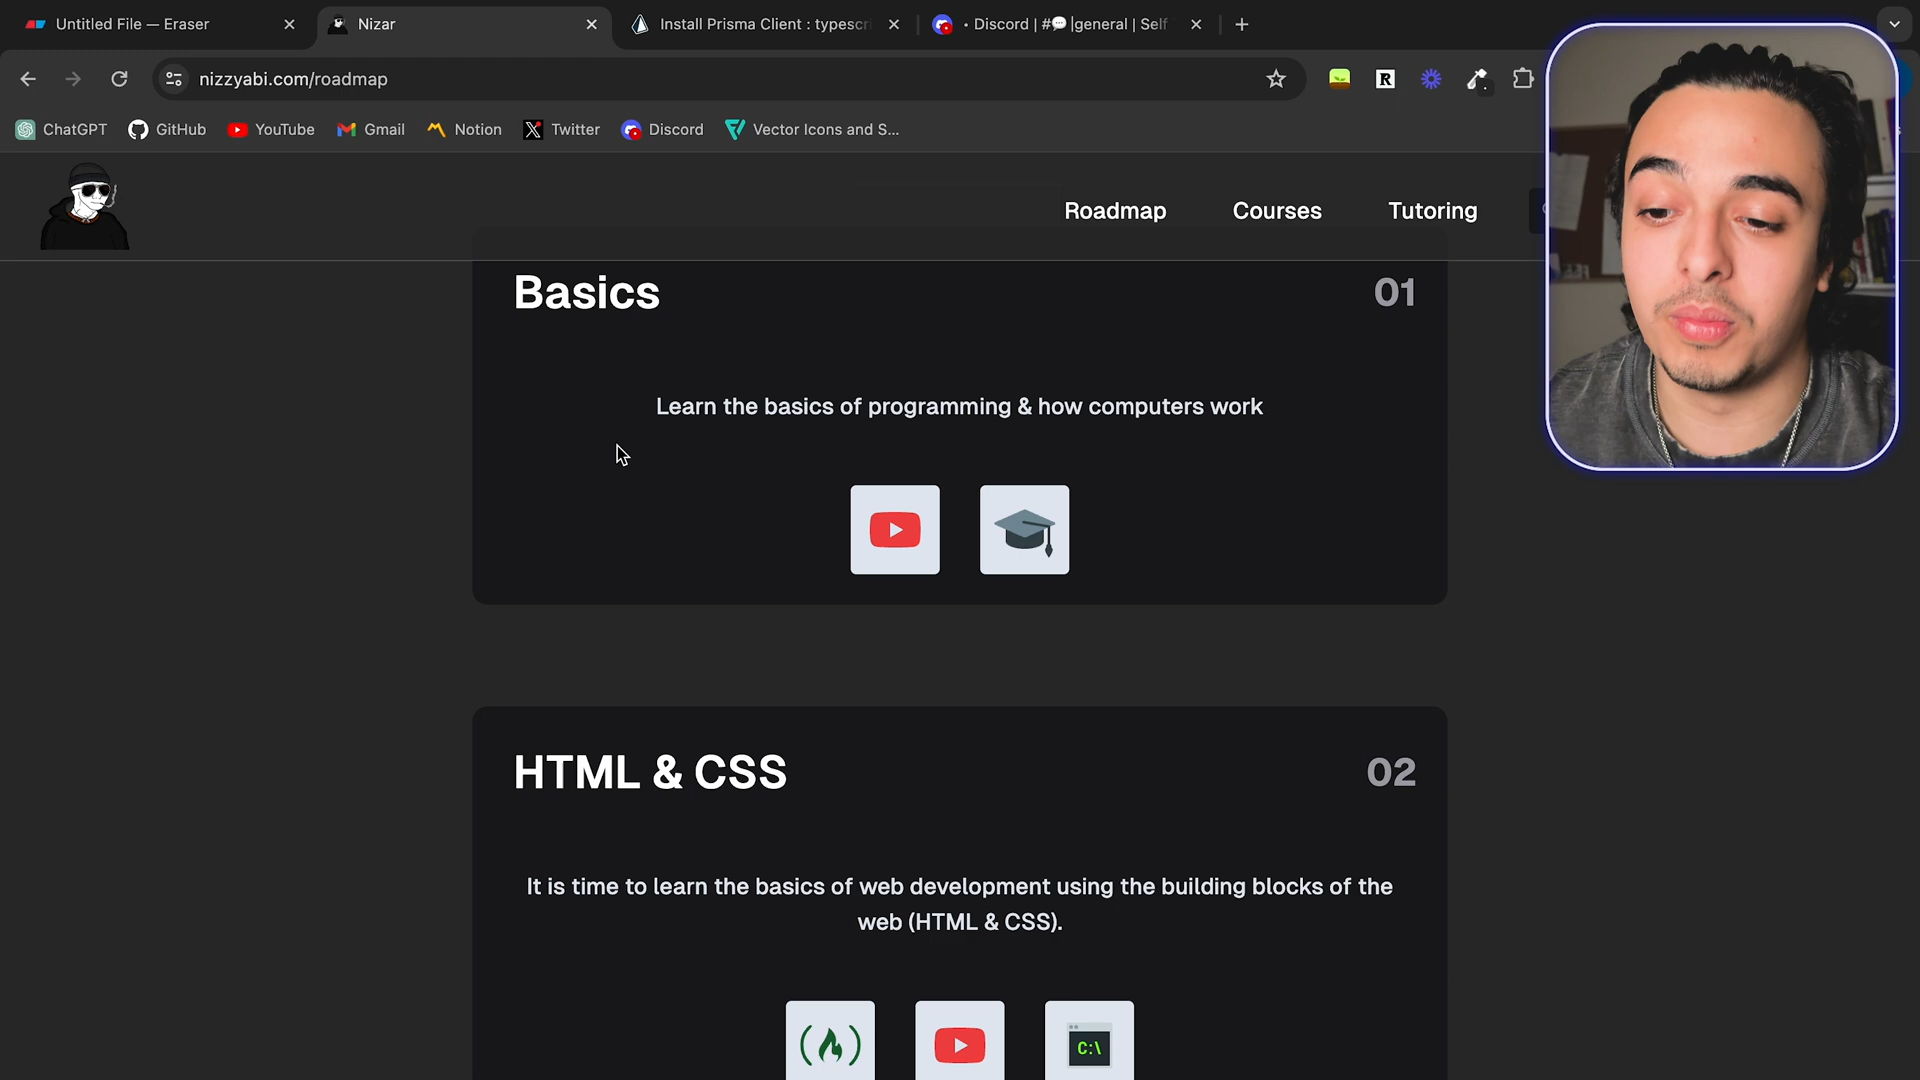 Untitled File — Eraser
Nizar
Install Prisma Client : typescri
• Discord | #💬|general | Self
nizzyabi.com/roadmap
ChatGPT
GitHub
YouTube
Gmail
Notion
Twitter
Discord
Vector Icons and S...
Roadmap
Courses
Tutoring
Basics
01
Learn the basics of programming & how computers work
HTML & CSS
02
It is time to learn the basics of web development using the building blocks of the
web (HTML & CSS).
C:\